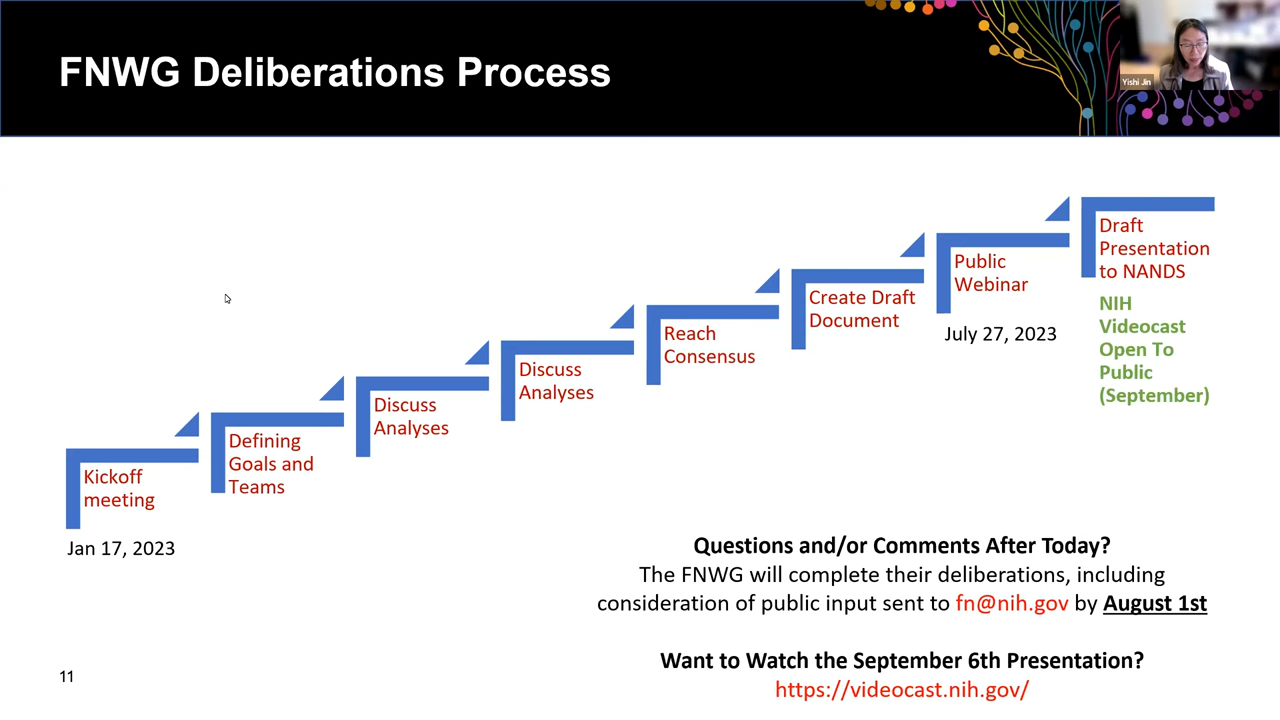 FNWG Deliberations Process
Yishi Jin
Kickoff
meeting
Jan 17, 2023
Defining
Goals and
Teams
Discuss
Analyses
Discuss
Analyses
Reach
Consensus
Create Draft
Document
Public
Webinar
July 27, 2023
Draft
Presentation
to NANDS
NIH
Videocast
Open To
Public
(September)
Questions and/or Comments After Today?
The FNWG will complete their deliberations, including
consideration of public input sent to fn@nih.gov by August 1st
Want to Watch the September 6th Presentation?
https://videocast.nih.gov/
11